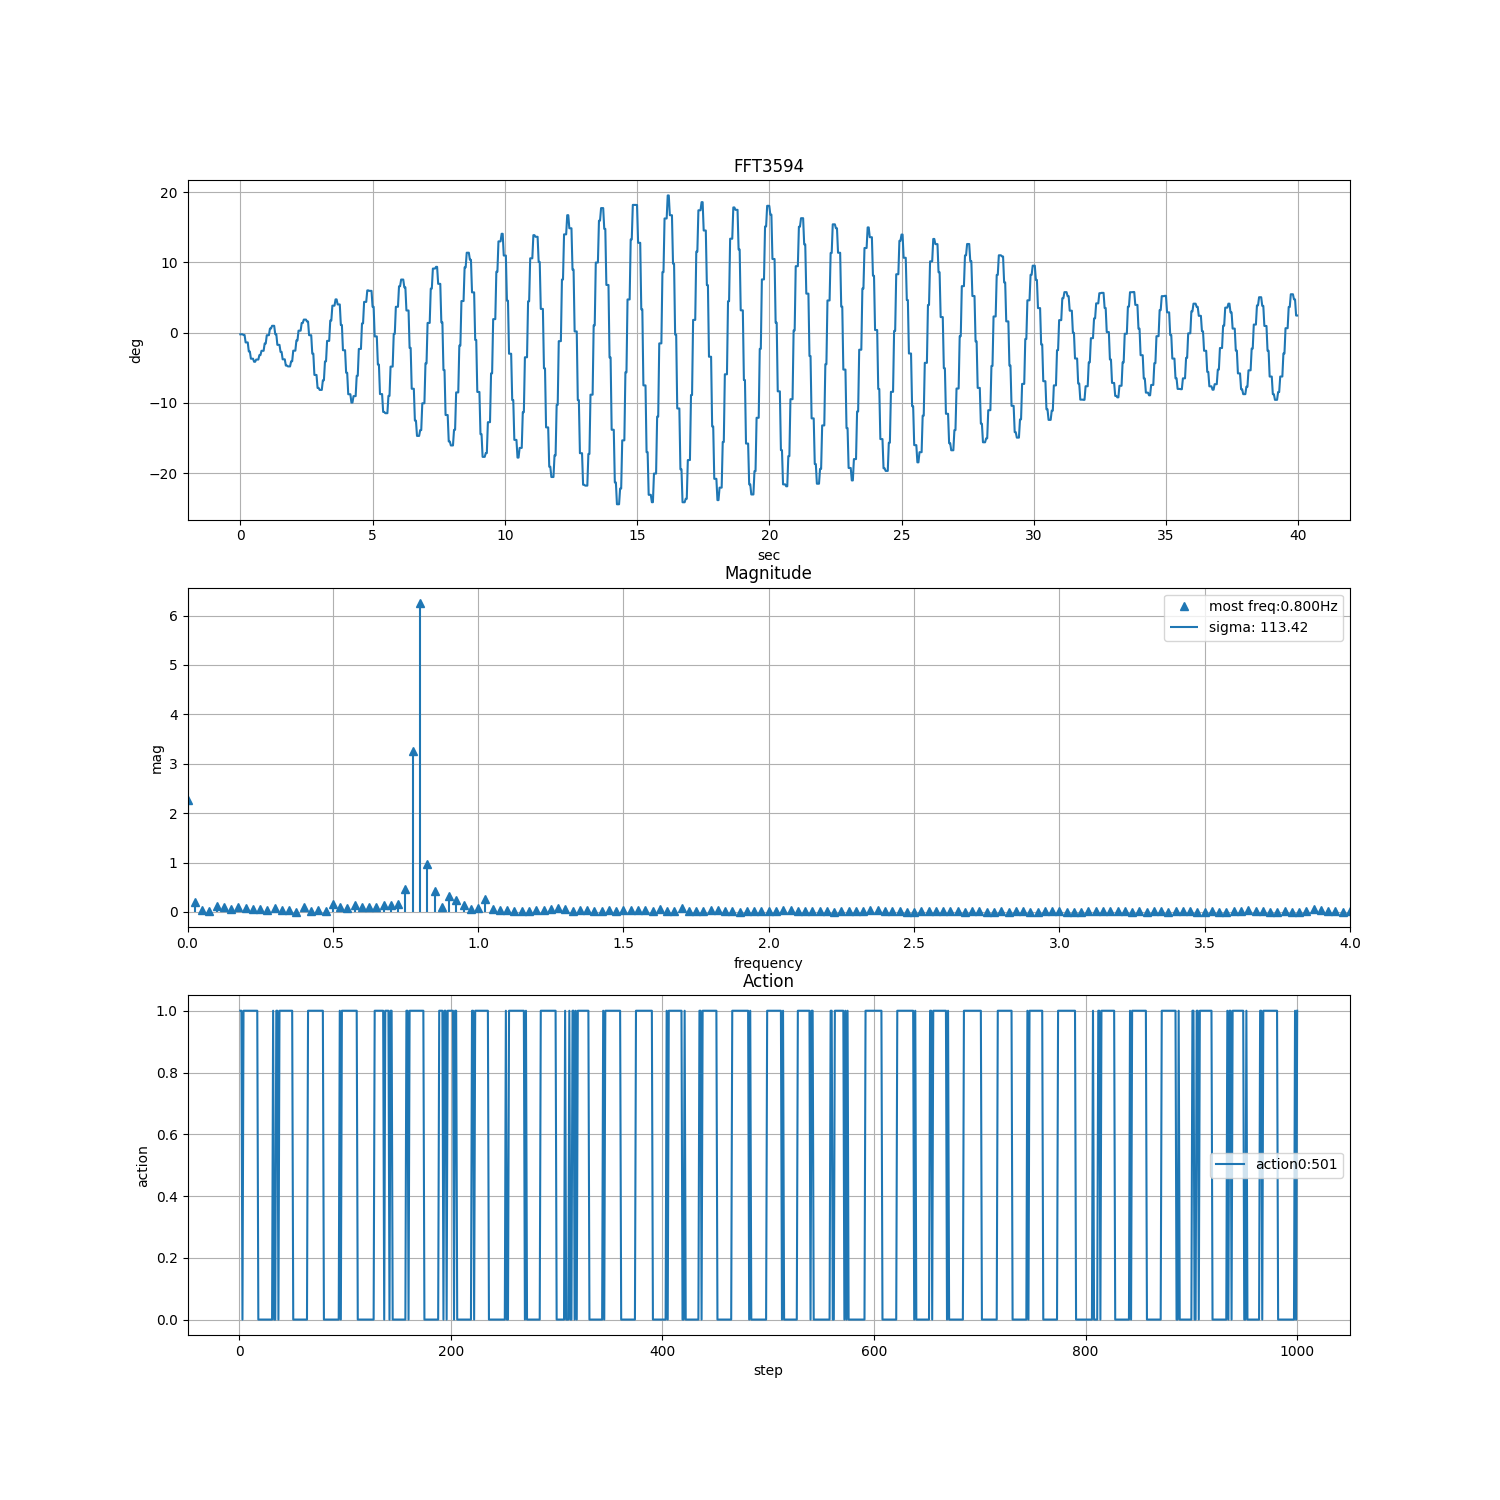 FFT3594
20
10
0
−10
−20
deg
0 5 10 15 20 25 30 35 40
sec
Magnitude
most freq:0.800Hz
sigma: 113.42
6
5
4
3
2
1
0
mag
0.0 0.5 1.0 1.5 2.0 2.5 3.0 3.5 4.0
frequency
Action
1.0
0.8
0.6
0.4
0.2
0.0
action
action0:501
0 200 400 600 800 1000
step